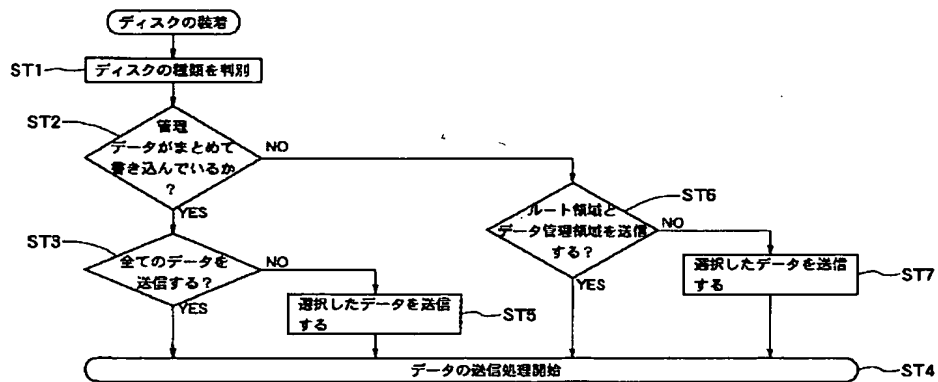 ディスクの装着
ST1
ディスクの種類を判別
ST2
管理
データがまとめて
書き込んでいるか
?
NO
YES
ST6
ルート領域と
データ管理領域を送信
する?
NO
YES
ST3
全てのデータを
送信する?
NO
YES
選択したデータを送信
する
ST7
選択したデータを送信
する
ST5
データの送信処理開始
ST4